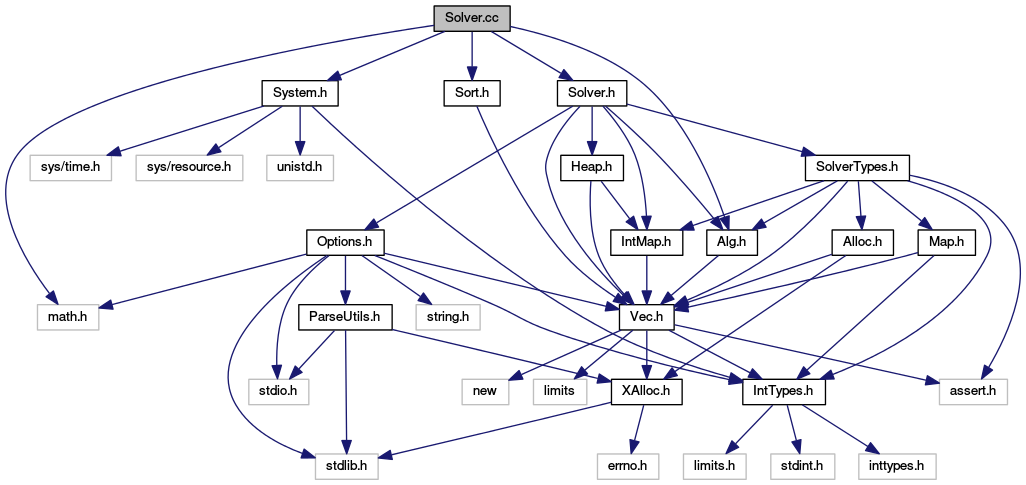 Solver.cc
System.h
Sort.h
Solver.h
sys/time.h
sys/resource.h
unistd.h
Heap.h
SolverTypes.h
Options.h
IntMap.h
Alg.h
Alloc.h
Map.h
math.h
ParseUtils.h
string.h
Vec.h
stdio.h
new
limits
XAlloc.h
IntTypes.h
assert.h
stdlib.h
errno.h
limits.h
stdint.h
inttypes.h